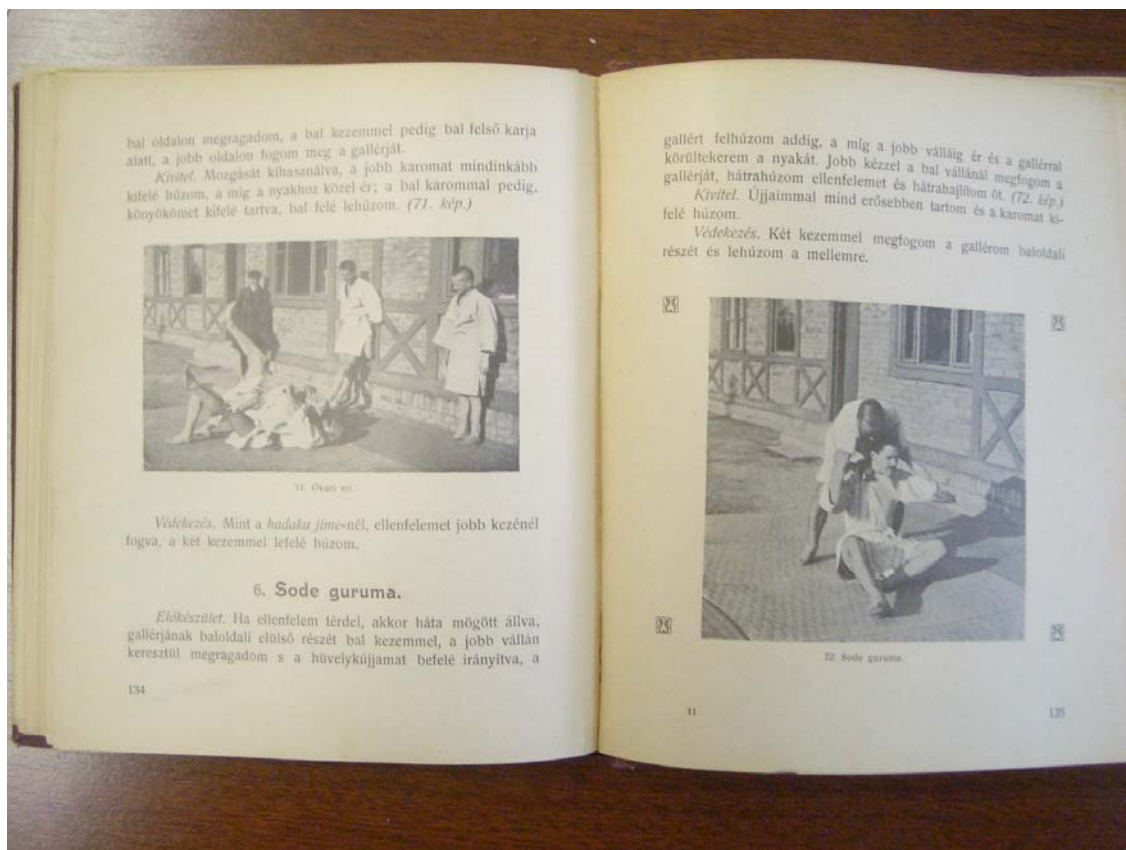 bal oldalon megragadom, a bal kezemmel pedig bal felső karja
alatt, a jobb oldalon fogom meg a gallérját.
Kivitel. Mozgását kihasználva, a jobb karomat mindinkább
kifelé húzom, a míg a nyakhoz közel ér; a bal karommal pedig,
könyökömet kifelé tartva, bal felé lehúzom. (71. kép.)
71. Okuri eri.
Védekezés. Mint a hadaka jime-nél, ellenfelemet jobb kezénél
fogva, a két kezemmel lefelé húzom.
6. Sode guruma.
Előkészület. Ha ellenfelem térdel, akkor háta mögött állva,
gallérjának baloldali elülső részét bal kezemmel, a jobb vállán
keresztül megragadom s a hüvelykújjamat befelé irányítva, a
134
gallért felhúzom addig, a míg a jobb válláig ér és a gallérral
körültekerem a nyakát. Jobb kézzel a bal vállánál megfogom a
gallérját, hátrahúzom ellenfelemet és hátrahajlítom őt. (72. kép.)
Kivitel. Újjaimmal mind erősebben tartom és a karomat ki-
felé húzom.
Védekezés. Két kezemmel megfogom a gallérom baloldali
részét és lehúzom a mellemre.
72. Sode guruma.
11
135